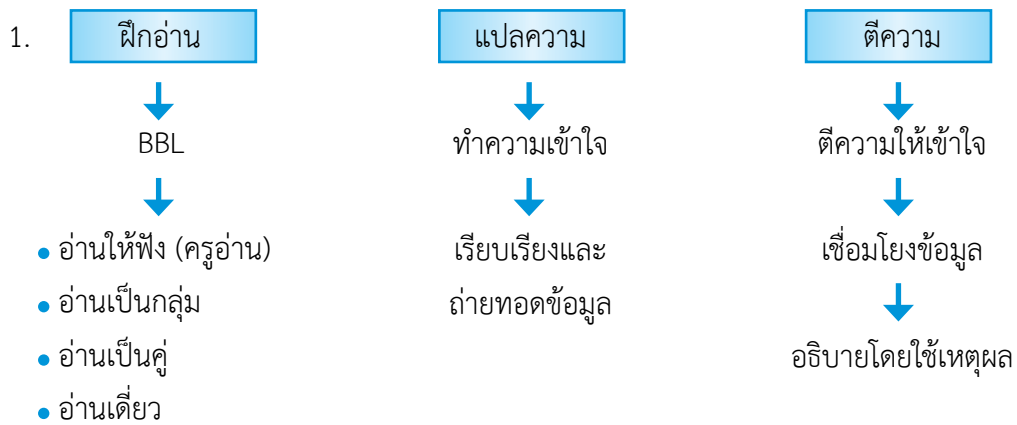 1.
ฝึกอ่าน
BBL
• อ่านให้ฟัง (ครูอ่าน)
• อ่านเป็นกลุ่ม
• อ่านเป็นคู่
• อ่านเดี่ยว
แปลความ
ทำความเข้าใจ
เรียบเรียงและ
ถ่ายทอดข้อมูล
ตีความ
ตีความให้เข้าใจ
เชื่อมโยงข้อมูล
อธิบายโดยใช้เหตุผล